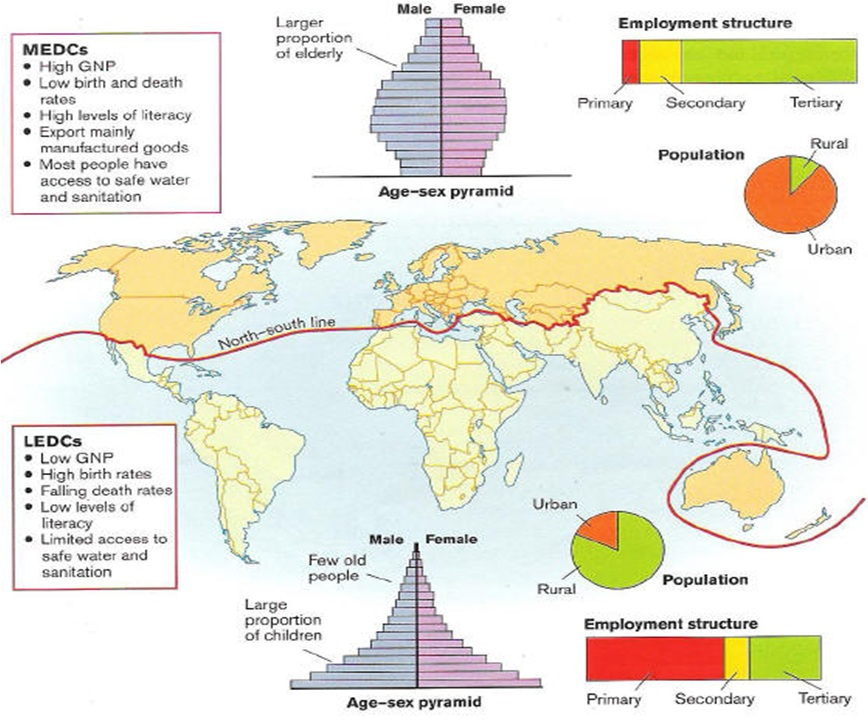 Male Female
Larger
proportion
of elderly
Age–sex pyramid
MEDCs
• High GNP
• Low birth and death
rates
• High levels of literacy
• Export mainly
manufactured goods
• Most people have
access to safe water
and sanitation
Employment structure
Primary Secondary Tertiary
Population
Rural
Urban
North–south line
LEDCs
• Low GNP
• High birth rates
• Falling death rates
• Low levels of
literacy
• Limited access to
safe water and
sanitation
Male Female
Few old
people
Large
proportion
of children
Age–sex pyramid
Urban
Rural
Population
Employment structure
Primary Secondary Tertiary